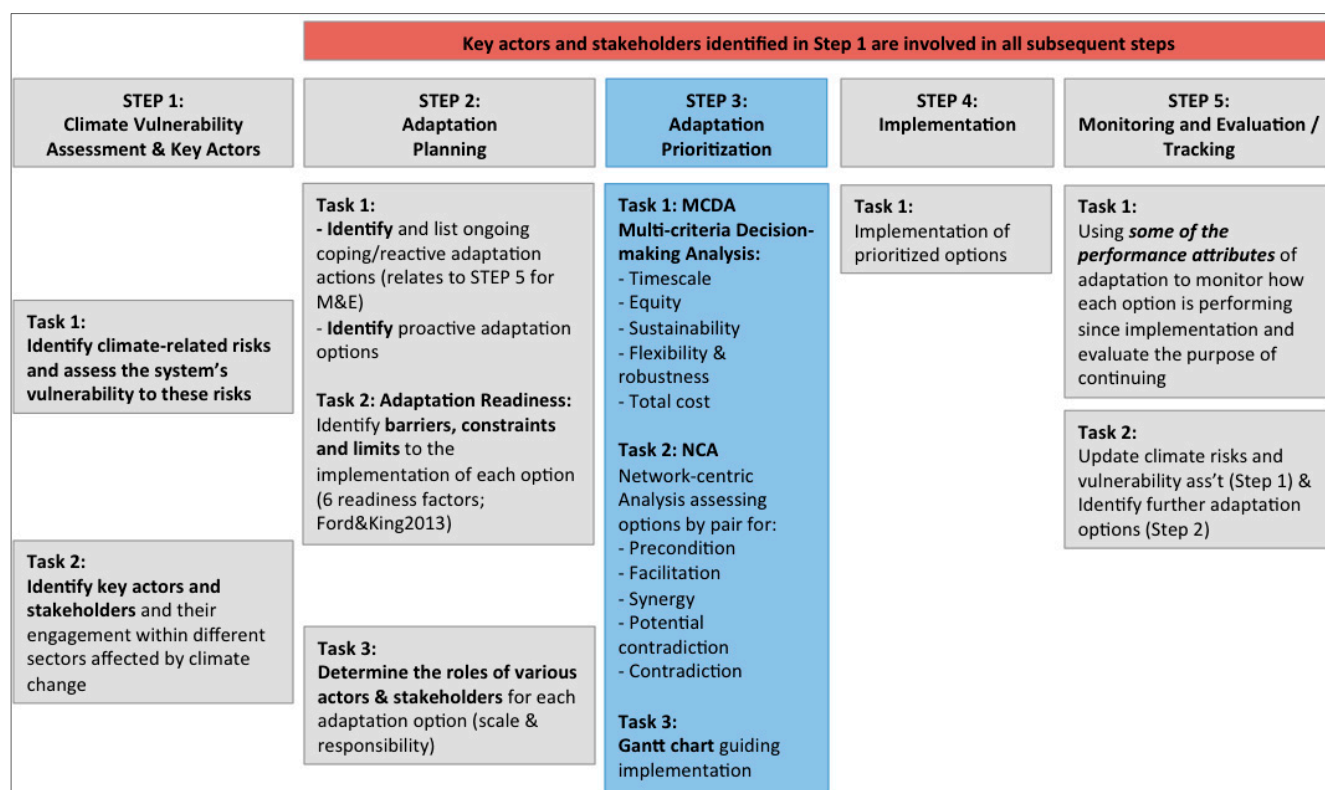 Key actors and stakeholders identified in Step 1 are involved in all subsequent steps
STEP 1:
Climate Vulnerability
Assessment & Key Actors
STEP 2:
Adaptation
Planning
STEP 3:
Adaptation
Prioritization
STEP 4:
Implementation
STEP 5:
Monitoring and Evaluation /
Tracking
Task 1:
Identify climate-related risks
and assess the system's
vulnerability to these risks
Task 2:
Identify key actors and
stakeholders and their
engagement within different
sectors affected by climate
change
Task 1:
- Identify and list ongoing
coping/reactive adaptation
actions (relates to STEP 5 for
M&E)
- Identify proactive adaptation
options
Task 2: Adaptation Readiness:
Identify barriers, constraints
and limits to the
implementation of each option
(6 readiness factors;
Ford&King2013)
Task 3:
Determine the roles of various
actors & stakeholders for each
adaptation option (scale &
responsibility)
Task 1: MCDA
Multi-criteria Decision-
making Analysis:
- Timescale
- Equity
- Sustainability
- Flexibility &
robustness
- Total cost
Task 2: NCA
Network-centric
Analysis assessing
options by pair for:
- Precondition
- Facilitation
- Synergy
- Potential
contradiction
- Contradiction
Task 3:
Gantt chart guiding
implementation
Task 1:
Implementation of
prioritized options
Task 1:
Using some of the
performance attributes of
adaptation to monitor how
each option is performing
since implementation and
evaluate the purpose of
continuing
Task 2:
Update climate risks and
vulnerability ass't (Step 1) &
Identify further adaptation
options (Step 2)